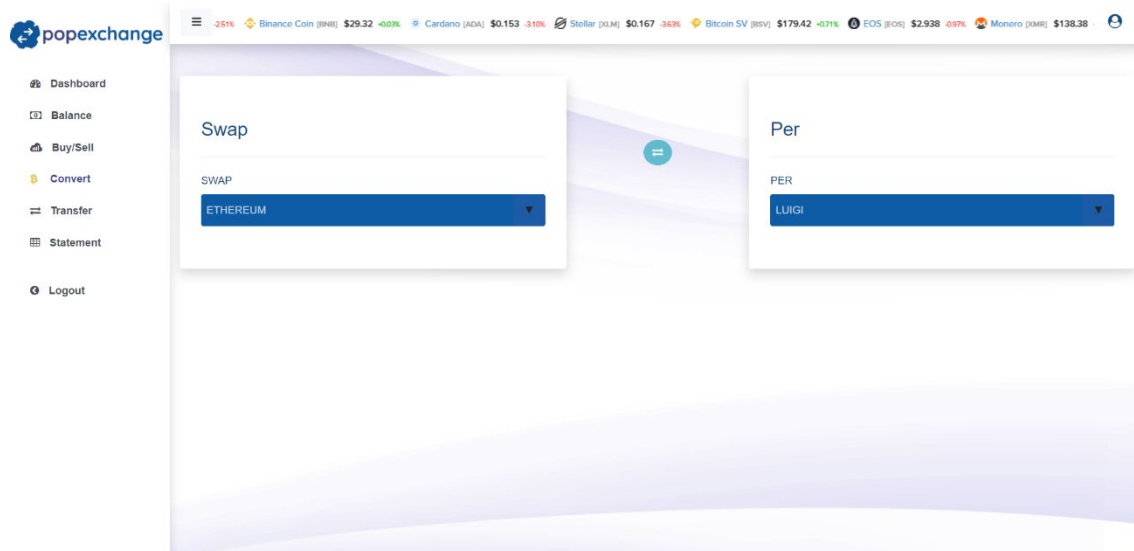 popexchange
-2.51% Binance Coin [BNB] $29.32 +0.03% Cardano [ADA] $0.153 -3.10% Stellar [XLM] $0.167 -3.63% Bitcoin SV [BSV] $179.42 +0.71% EOS [EOS] $2.938 -0.97% Monero [XMR] $138.38
Dashboard
Balance
Buy/Sell
Convert
Transfer
Statement
Logout
Swap
SWAP
ETHEREUM
Per
PER
LUIGI